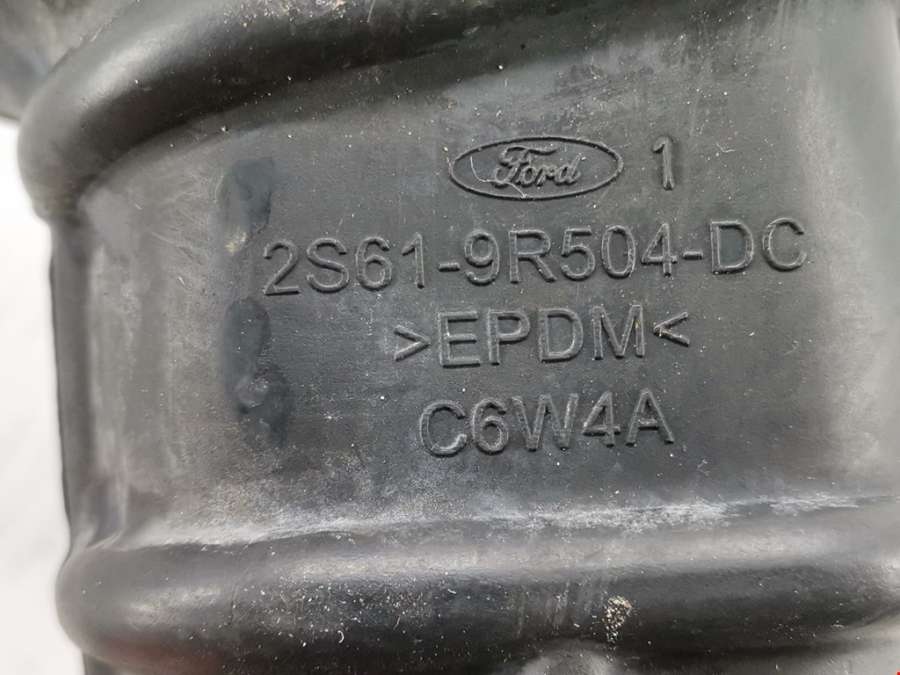 Ford 1
2S61-9R504-DC
>EPDM<
C6W4A